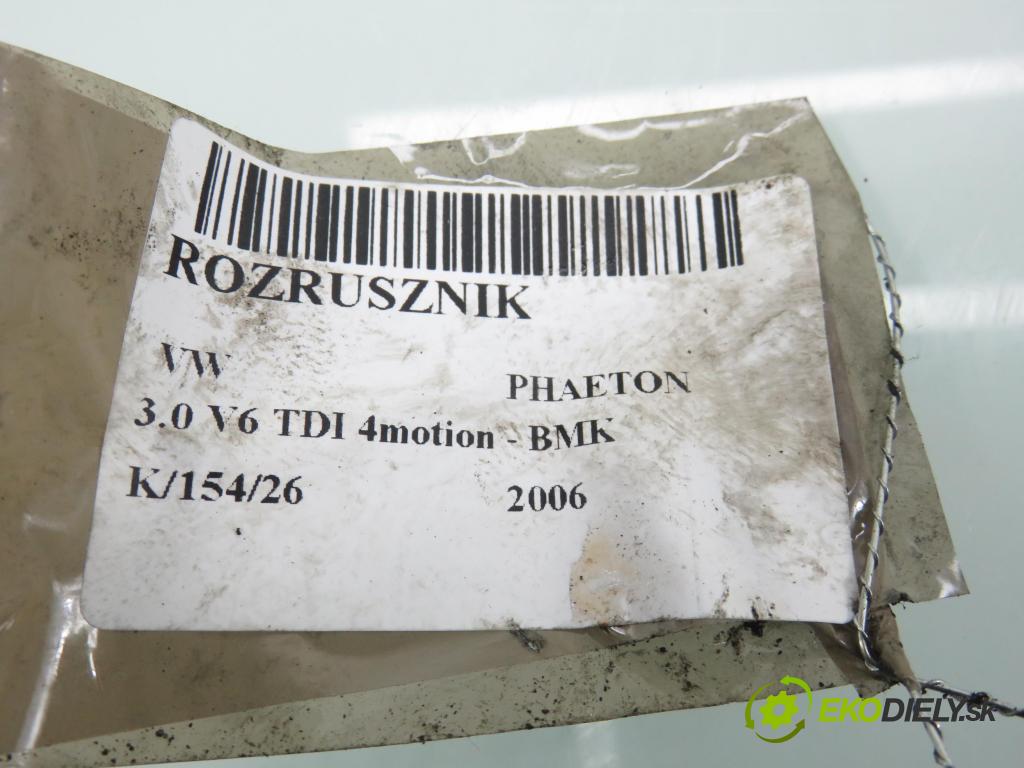 ROZRUSZNIK
VW PHAETON
3.0 V6 TDI 4motion - BMK
K/154/26 2006
EKODIELY.SK